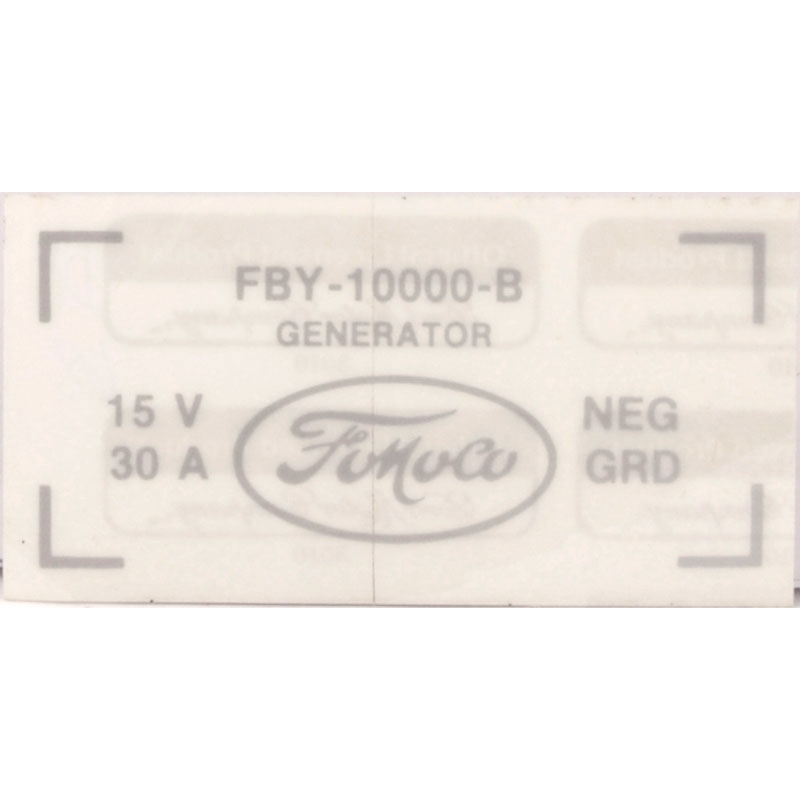 FBY-10000-B
GENERATOR
15 V
30 A
FoMoCo
NEG
GRD